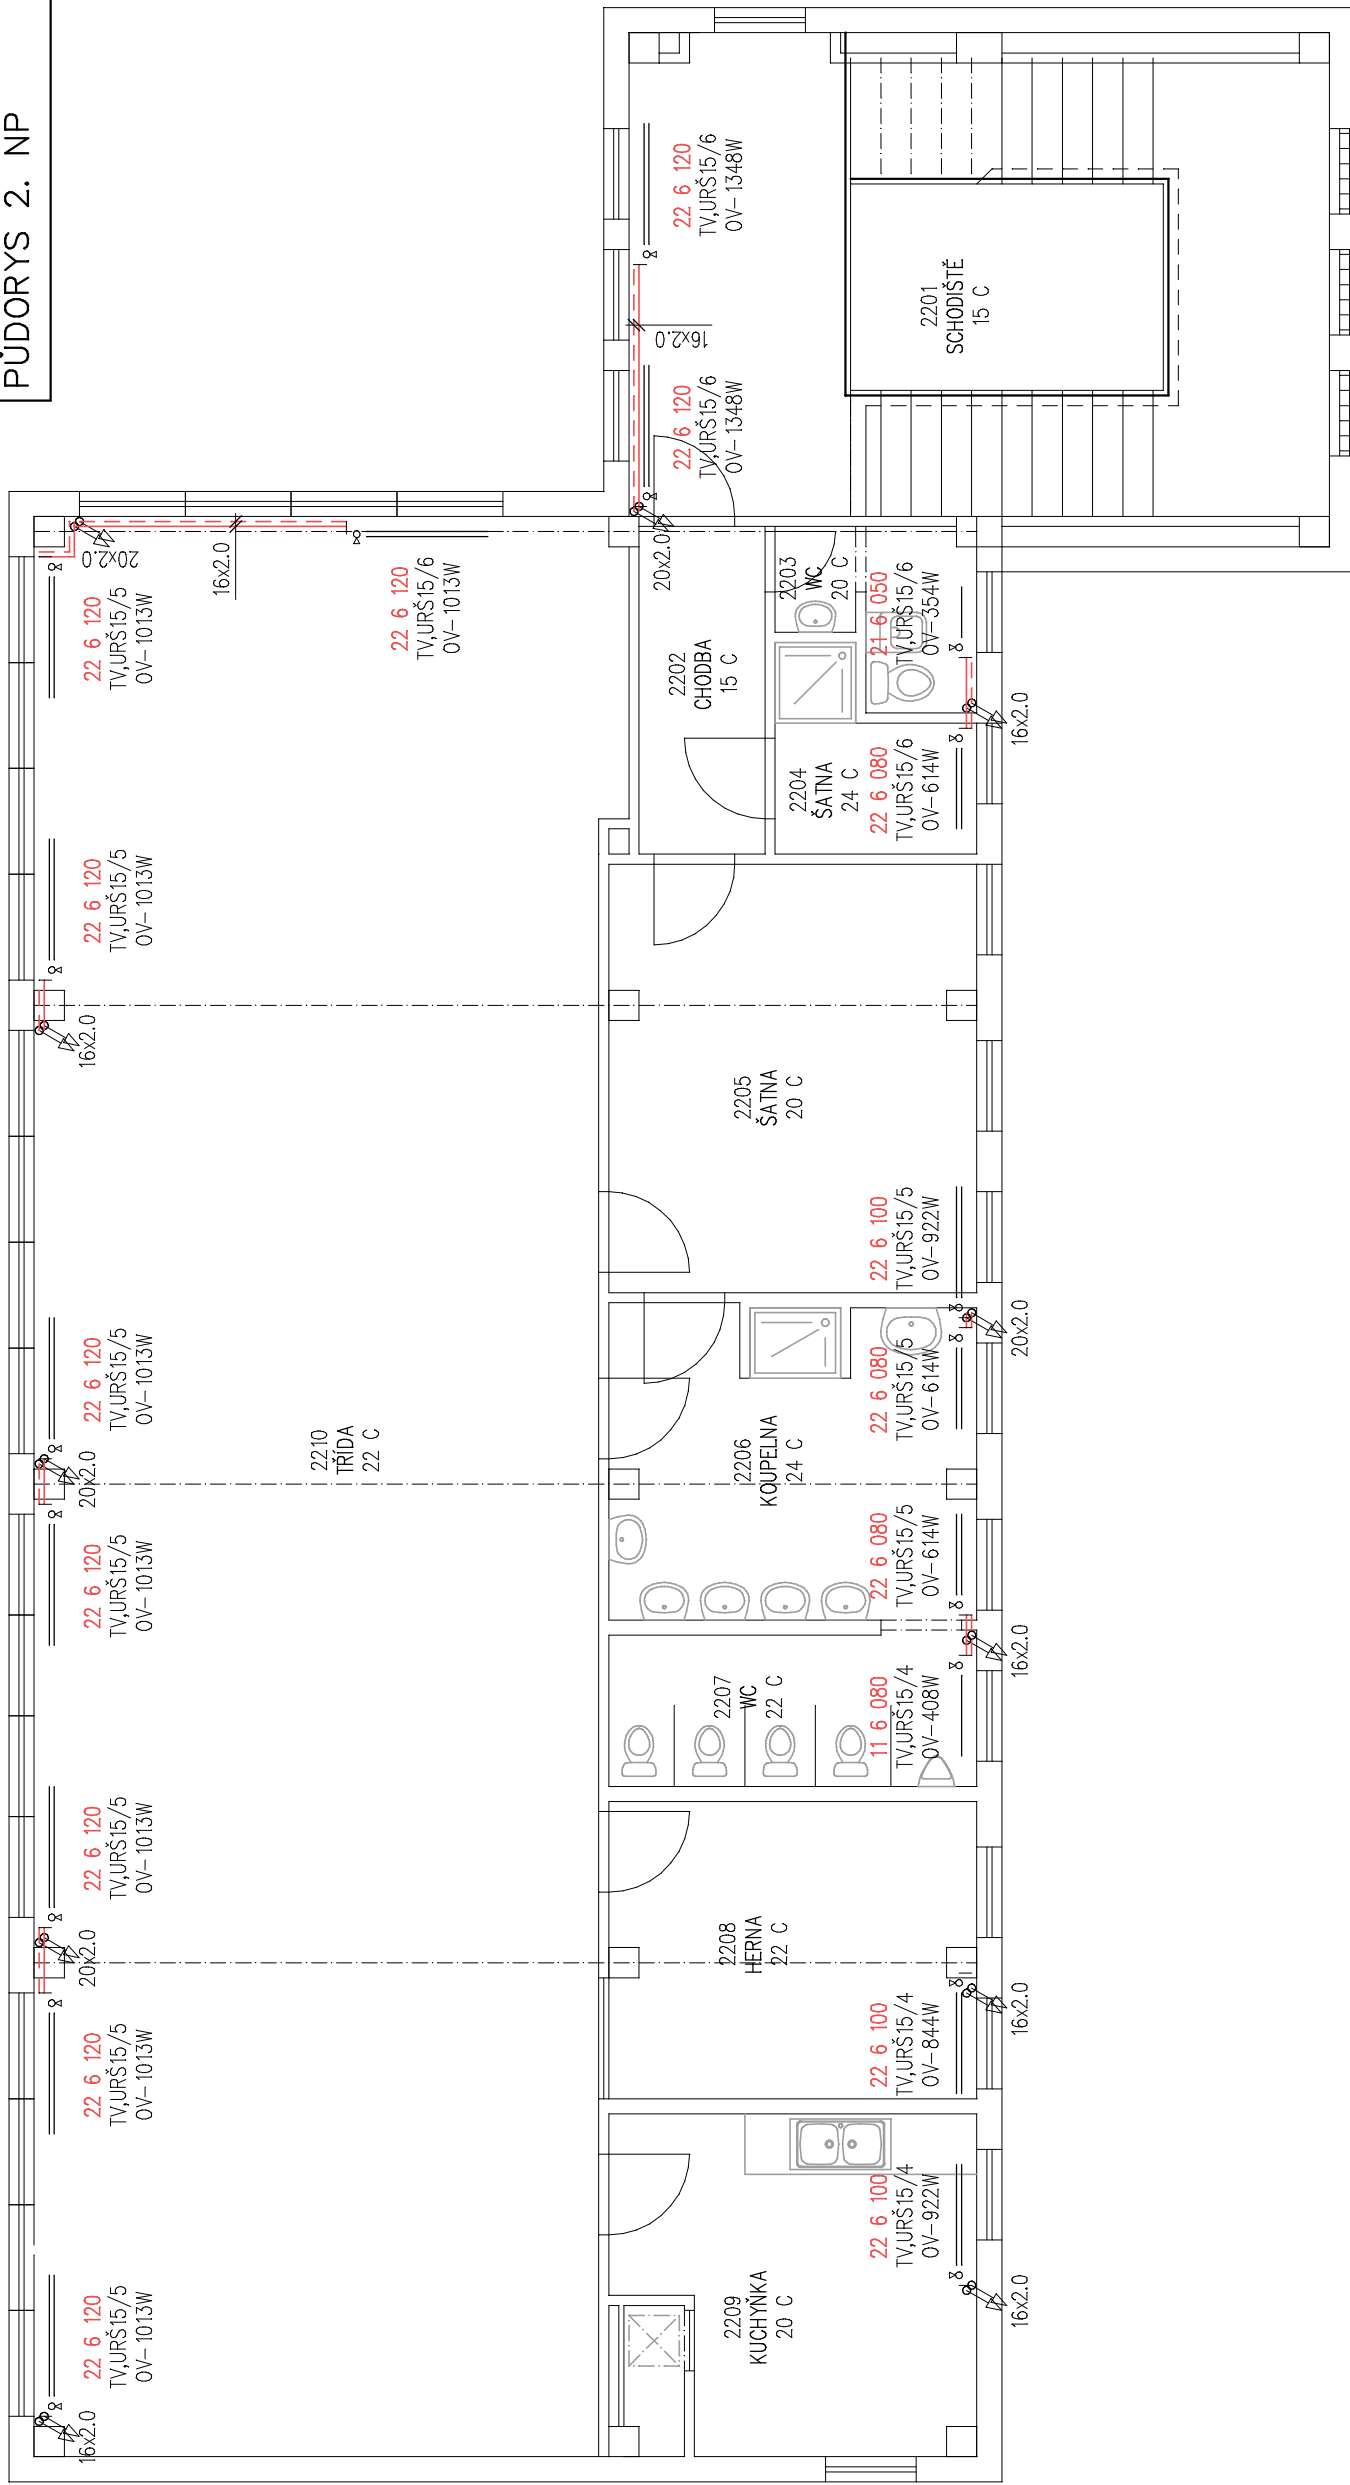 PŮDORYS 2. NP
22 6 120
TV,URŠ15/6
OV-1348W
16x2.0
22 6 120
TV,URŠ15/6
OV-1348W
2201
SCHODIŠTĚ
15 C
20x2.0
20x2.0
16x2.0
22 6 120
TV,URŠ15/5
OV-1013W
22 6 120
TV,URŠ15/6
OV-1013W
2202
CHODBA
15 C
2203
WC
20 C
21 6 050
TV,URŠ15/6
OV-354W
16x2.0
2204
ŠATNA
24 C
22 6 080
TV,URŠ15/6
OV-614W
22 6 120
TV,URŠ15/5
OV-1013W
16x2.0
2205
ŠATNA
20 C
22 6 100
TV,URŠ15/5
OV-922W
20x2.0
22 6 120
TV,URŠ15/5
OV-1013W
20x2.0
2210
TŘÍDA
22 C
2206
KOUPELNA
24 C
22 6 080
TV,URŠ15/5
OV-614W
22 6 120
TV,URŠ15/5
OV-1013W
22 6 080
TV,URŠ15/5
OV-614W
16x2.0
2207
WC
22 C
11 6 080
TV,URŠ15/4
OV-408W
22 6 120
TV,URŠ15/5
OV-1013W
20x2.0
2208
HERNA
22 C
16x2.0
22 6 100
TV,URŠ15/4
OV-844W
22 6 120
TV,URŠ15/5
OV-1013W
22 6 100
TV,URŠ15/4
OV-922W
2209
KUCHYŇKA
20 C
16x2.0
22 6 120
TV,URŠ15/5
OV-1013W
16x2.0